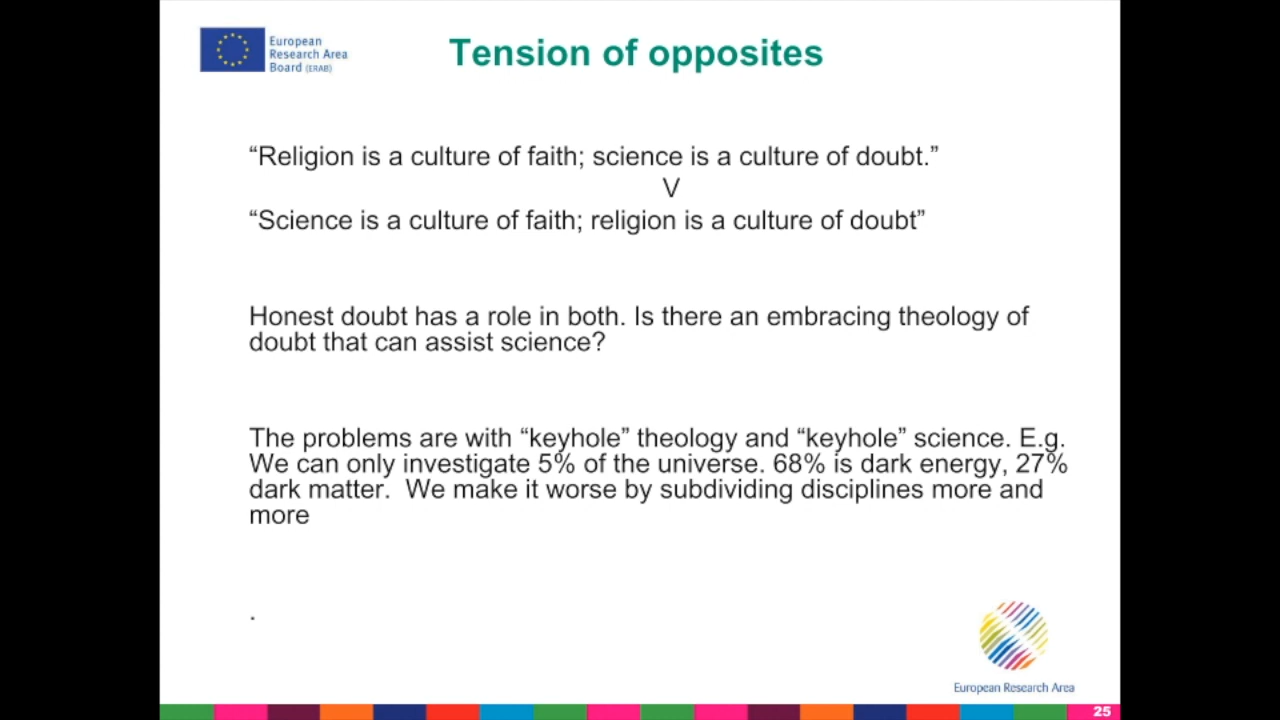 European
Research Area
Board (ERAB)
Tension of opposites
“Religion is a culture of faith; science is a culture of doubt.”
V
“Science is a culture of faith; religion is a culture of doubt”
Honest doubt has a role in both. Is there an embracing theology of
doubt that can assist science?
The problems are with “keyhole” theology and “keyhole” science. E.g.
We can only investigate 5% of the universe. 68% is dark energy, 27%
dark matter.  We make it worse by subdividing disciplines more and
more
.
European Research Area
25